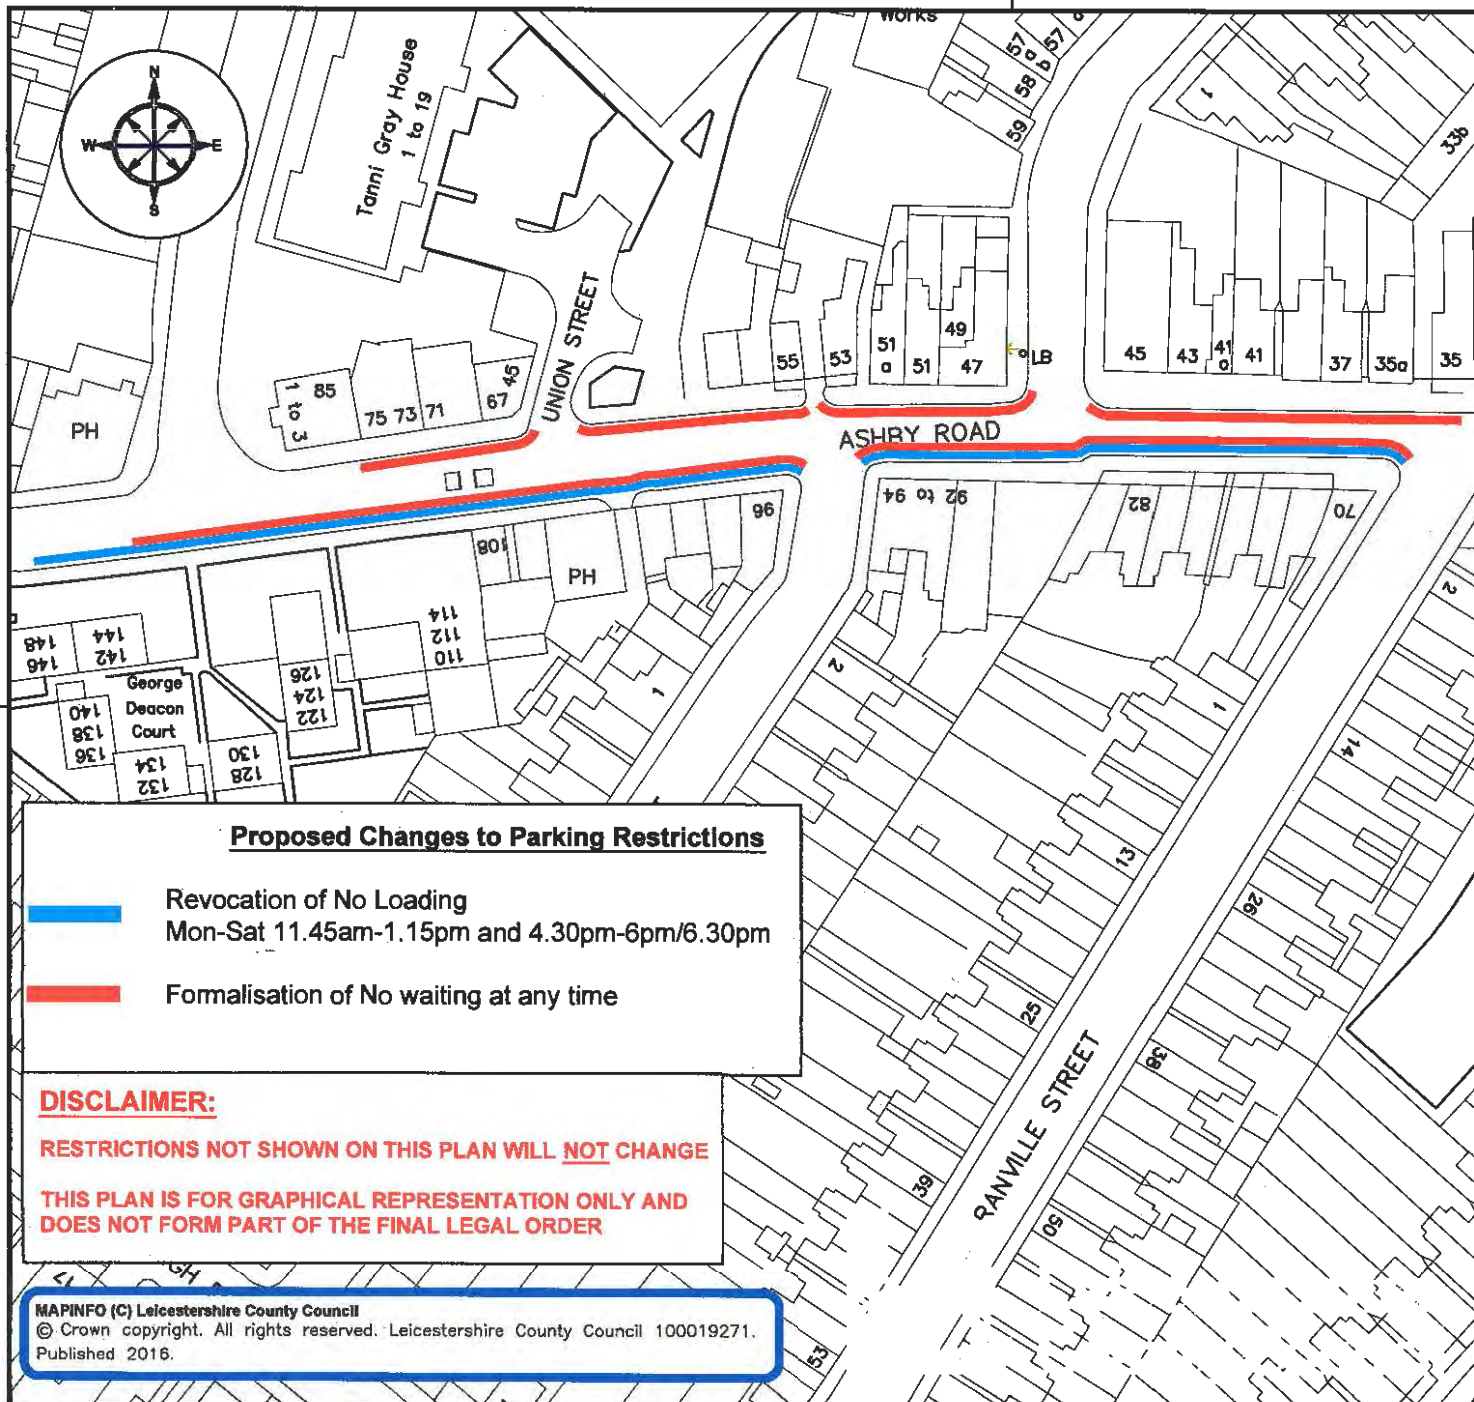 Works
57
a
57
b
58
59
N
W
E
S
Tanni Gray House
1 to 19
1
33b
UNION STREET
PH
1 to 3
85
75 73 71
67
45
55
53
51
a
51
49
47
LB
45
43
41
a
41
37
35a
35
ASHBY ROAD
96
92 to 94
82
70
108
PH
114
112
110
148
146
144
142
126
124
122
George
Deacon
Court
140
138
136
134
132
130
128
1
2
1
2
14
13
26
25
38
39
50
53
RANVILLE STREET
Proposed Changes to Parking Restrictions
Revocation of No Loading
Mon-Sat 11.45am-1.15pm and 4.30pm-6pm/6.30pm
Formalisation of No waiting at any time
DISCLAIMER:
RESTRICTIONS NOT SHOWN ON THIS PLAN WILL NOT CHANGE
THIS PLAN IS FOR GRAPHICAL REPRESENTATION ONLY AND
DOES NOT FORM PART OF THE FINAL LEGAL ORDER
17
MAPINFO (C) Leicestershire County Council
© Crown copyright. All rights reserved. Leicestershire County Council 100019271.
Published 2016.